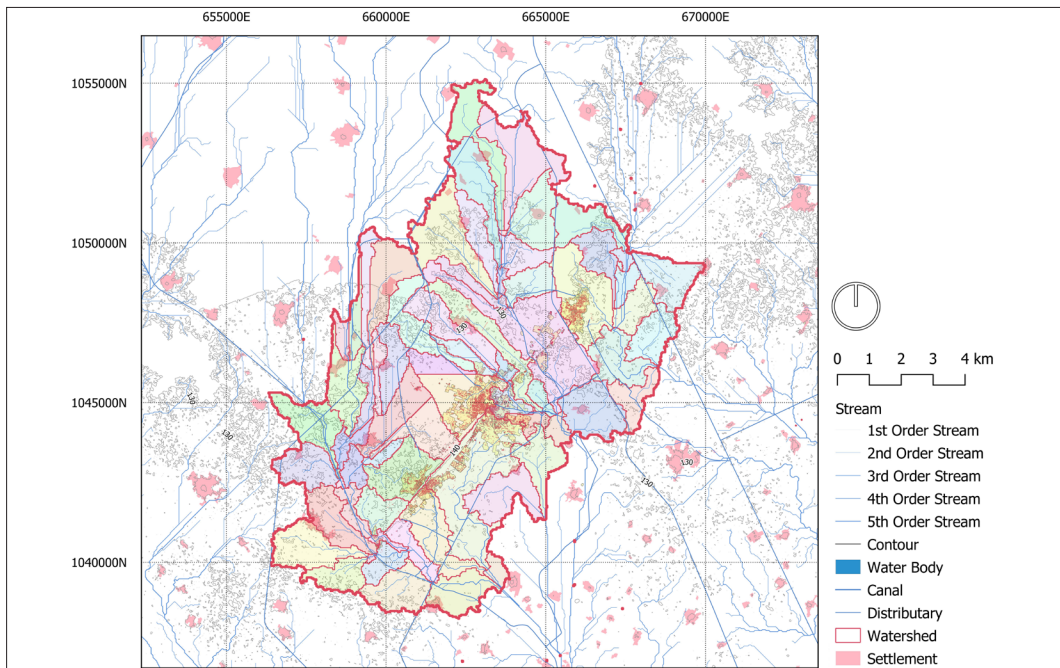 655000E 660000E 665000E 670000E
1055000N
1050000N
1045000N
1040000N
130
130
130
130
130
140
130
130
0 1 2 3 4 km
Stream
1st Order Stream
2nd Order Stream
3rd Order Stream
4th Order Stream
5th Order Stream
Contour
Water Body
Canal
Distributary
Watershed
Settlement